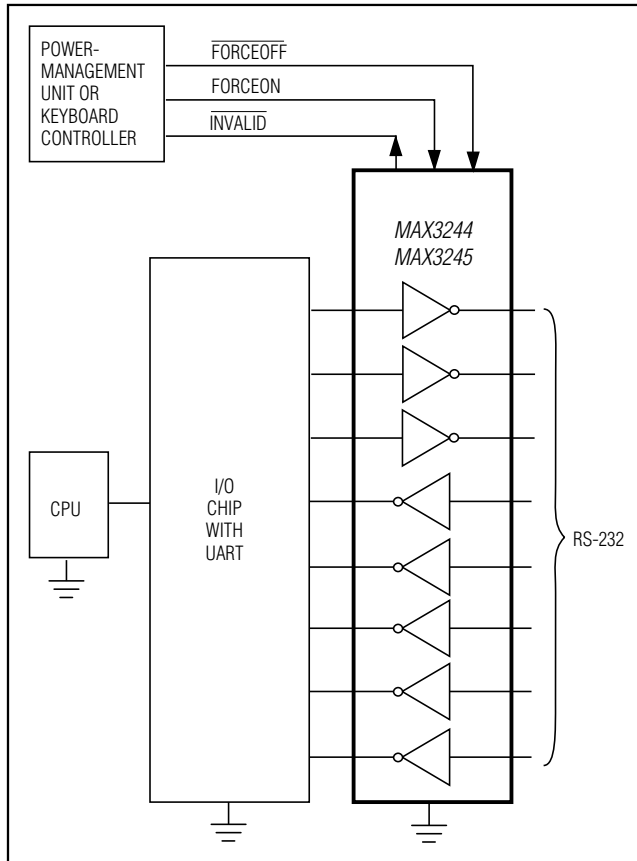 POWER-
MANAGEMENT
UNIT OR
KEYBOARD
CONTROLLER
FORCEOFF
FORCEON
INVALID
MAX3244
MAX3245
CPU
I/O
CHIP
WITH
UART
RS-232